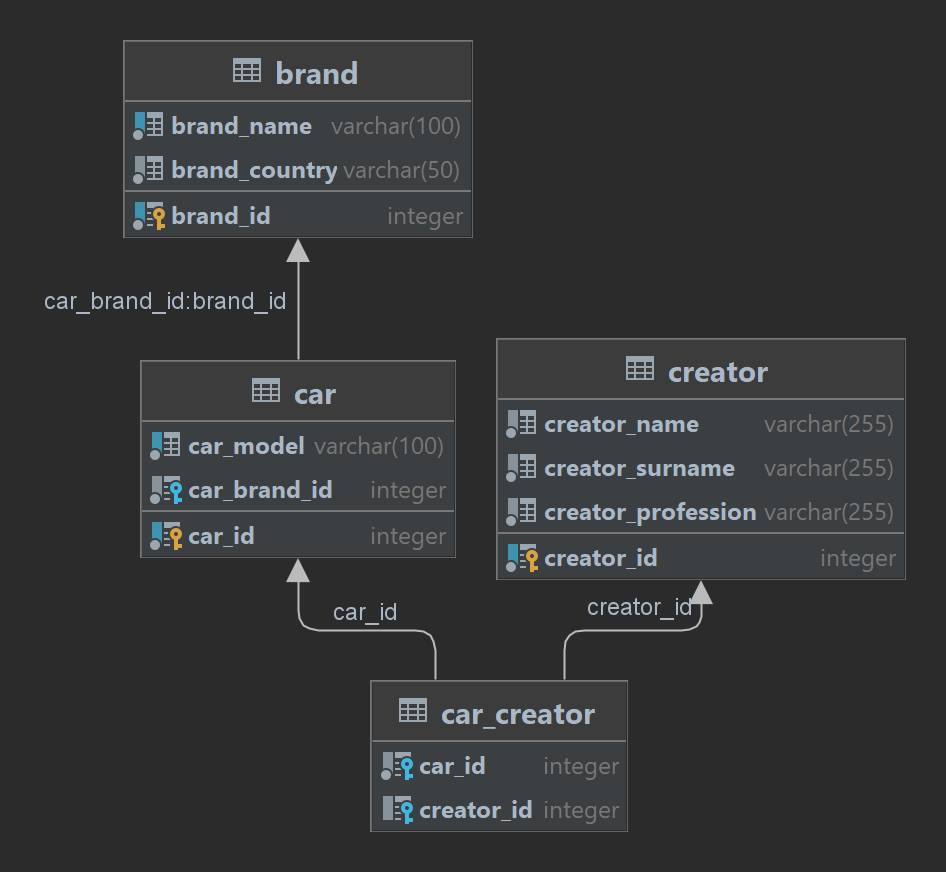 brand
brand_name varchar(100)
brand_country varchar(50)
brand_id integer
car_brand_id:brand_id
car
car_model varchar(100)
car_brand_id integer
car_id integer
creator
creator_name varchar(255)
creator_surname varchar(255)
creator_profession varchar(255)
creator_id integer
car_id
creator_id
car_creator
car_id integer
creator_id integer